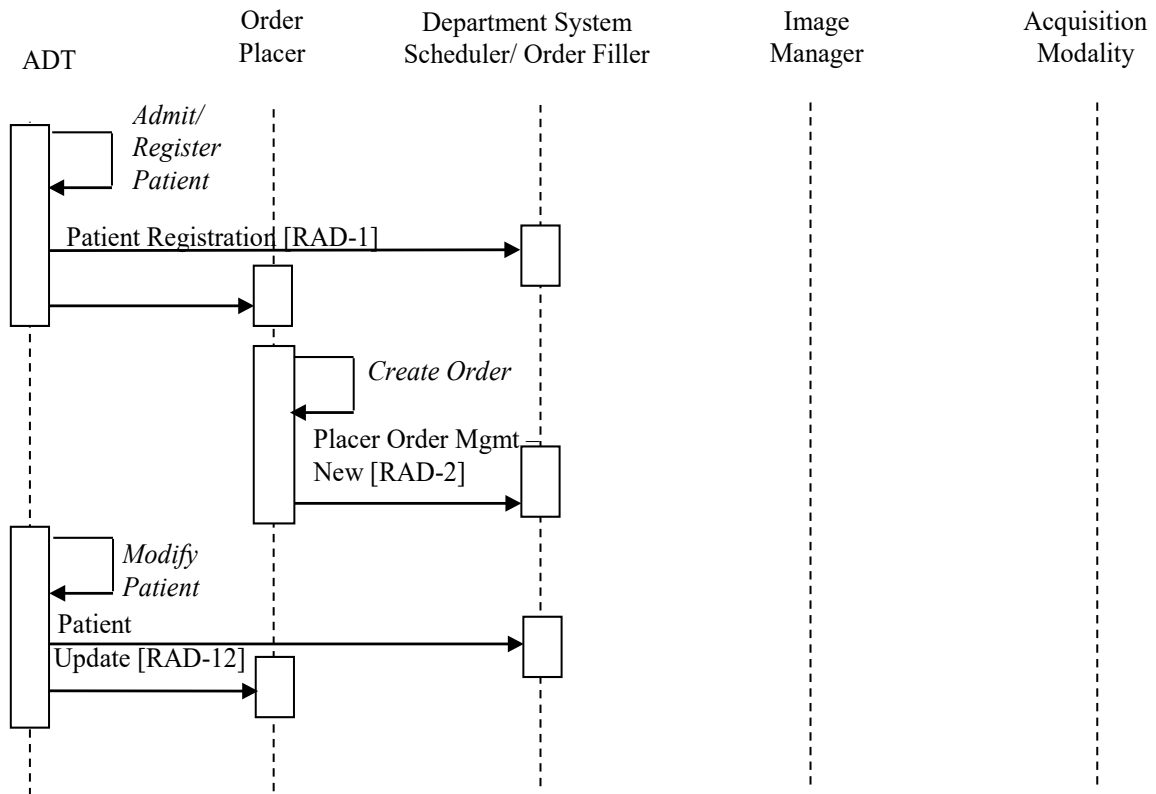 ADT
Order
Placer
Department System
Scheduler/ Order Filler
Image
Manager
Acquisition
Modality
Admit/
Register
Patient
Patient Registration [RAD-1]
Create Order
Placer Order Mgmt –
New [RAD-2]
Modify
Patient
Patient
Update [RAD-12]